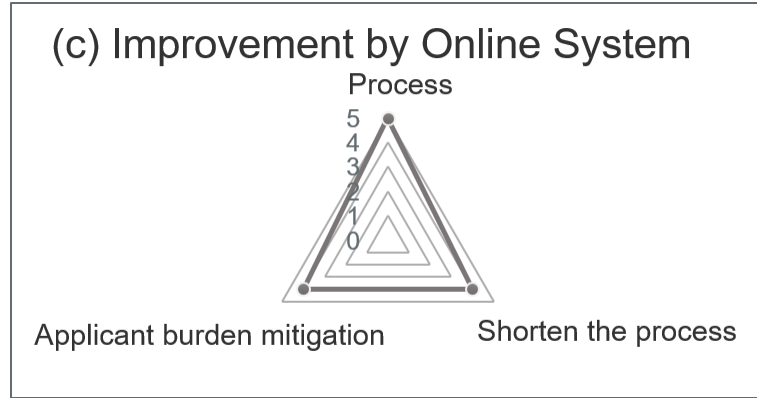 (c) Improvement by Online System
Process
5
4
3
2
1
0
Applicant burden mitigation
Shorten the process